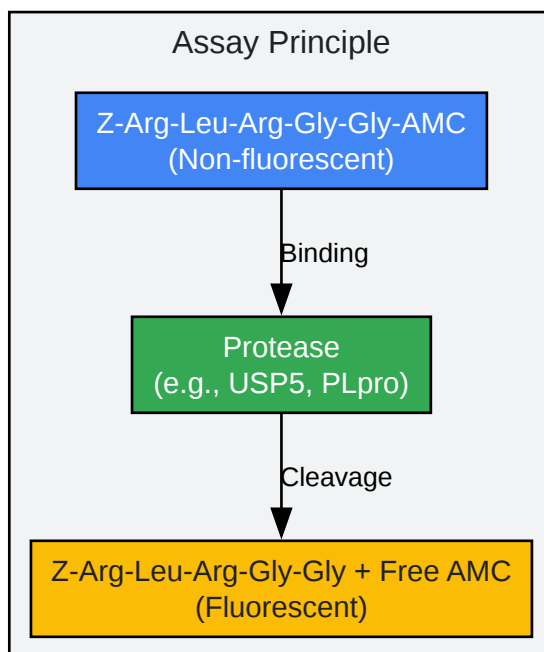 Assay Principle
Z-Arg-Leu-Arg-Gly-Gly-AMC
(Non-fluorescent)
Binding
Protease
(e.g., USP5, PLpro)
Cleavage
Z-Arg-Leu-Arg-Gly-Gly + Free AMC
(Fluorescent)